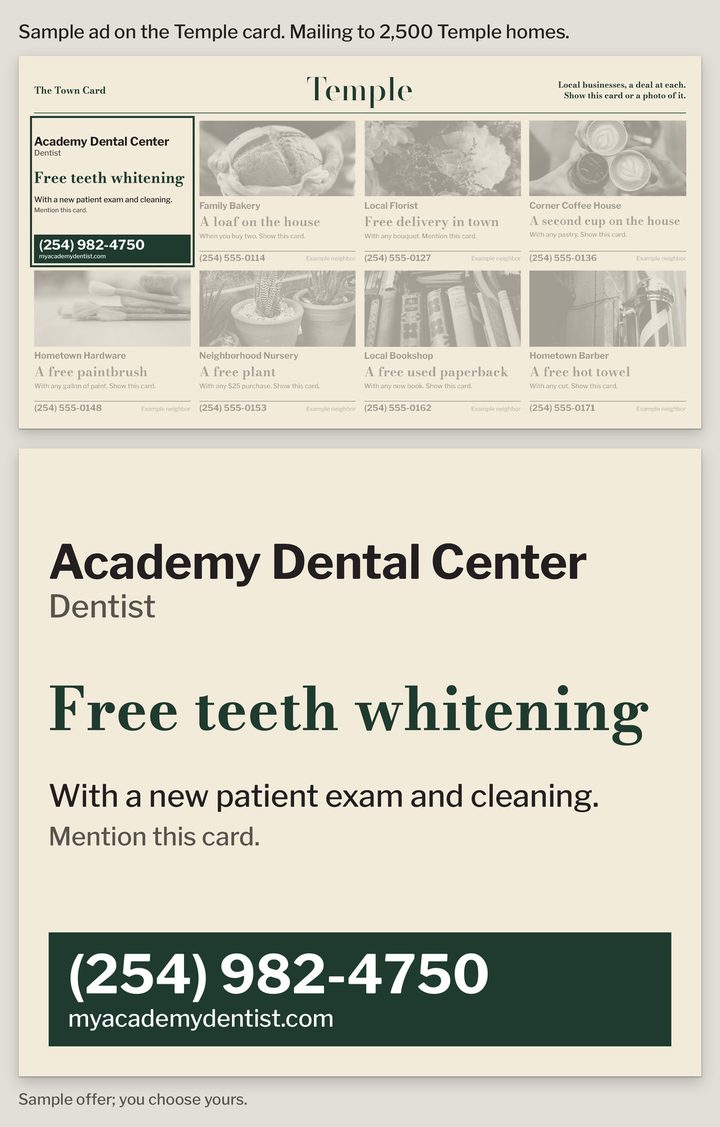 Sample ad on the Temple card. Mailing to 2,500 Temple homes.
The Town Card
Temple
Local businesses, a deal at each.
Show this card or a photo of it.
Academy Dental Center
Dentist
Free teeth whitening
With a new patient exam and cleaning.
Mention this card.
(254) 982-4750
myacademydentist.com
Family Bakery
A loaf on the house
When you buy two. Show this card.
(254) 555-0114
Example neighbor
Local Florist
Free delivery in town
With any bouquet. Mention this card.
(254) 555-0127
Example neighbor
Corner Coffee House
A second cup on the house
With any pastry. Show this card.
(254) 555-0136
Example neighbor
Hometown Hardware
A free paintbrush
With any gallon of paint. Show this card.
(254) 555-0148
Example neighbor
Neighborhood Nursery
A free plant
With any $25 purchase. Show this card.
(254) 555-0153
Example neighbor
Local Bookshop
A free used paperback
With any new book. Show this card.
(254) 555-0162
Example neighbor
Hometown Barber
A free hot towel
With any cut. Show this card.
(254) 555-0171
Example neighbor
Academy Dental Center
Dentist
Free teeth whitening
With a new patient exam and cleaning.
Mention this card.
(254) 982-4750
myacademydentist.com
Sample offer; you choose yours.